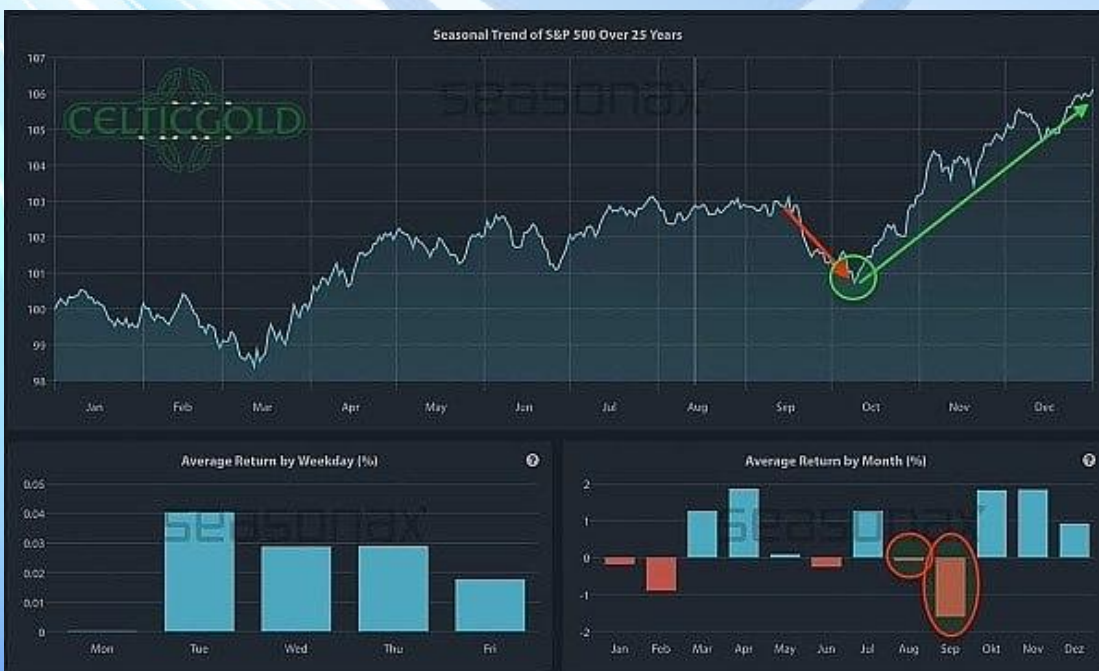 Seasonal Trend of S&P 500 Over 25 Years
seasonax
CELTICGOLD
107
106
105
104
103
102
101
100
99
98
Jan Feb Mar Apr May Jun Jul Aug Sep Oct Nov Dec
Average Return by Weekday (%)
?
seasonax
0.05
0.04
0.03
0.02
0.01
0
Mon Tue Wed Thu Fri
Average Return by Month (%)
?
seasonax
2
1
0
-1
-2
Jan Feb Mar Apr May Jun Jul Aug Sep Okt Nov Dez